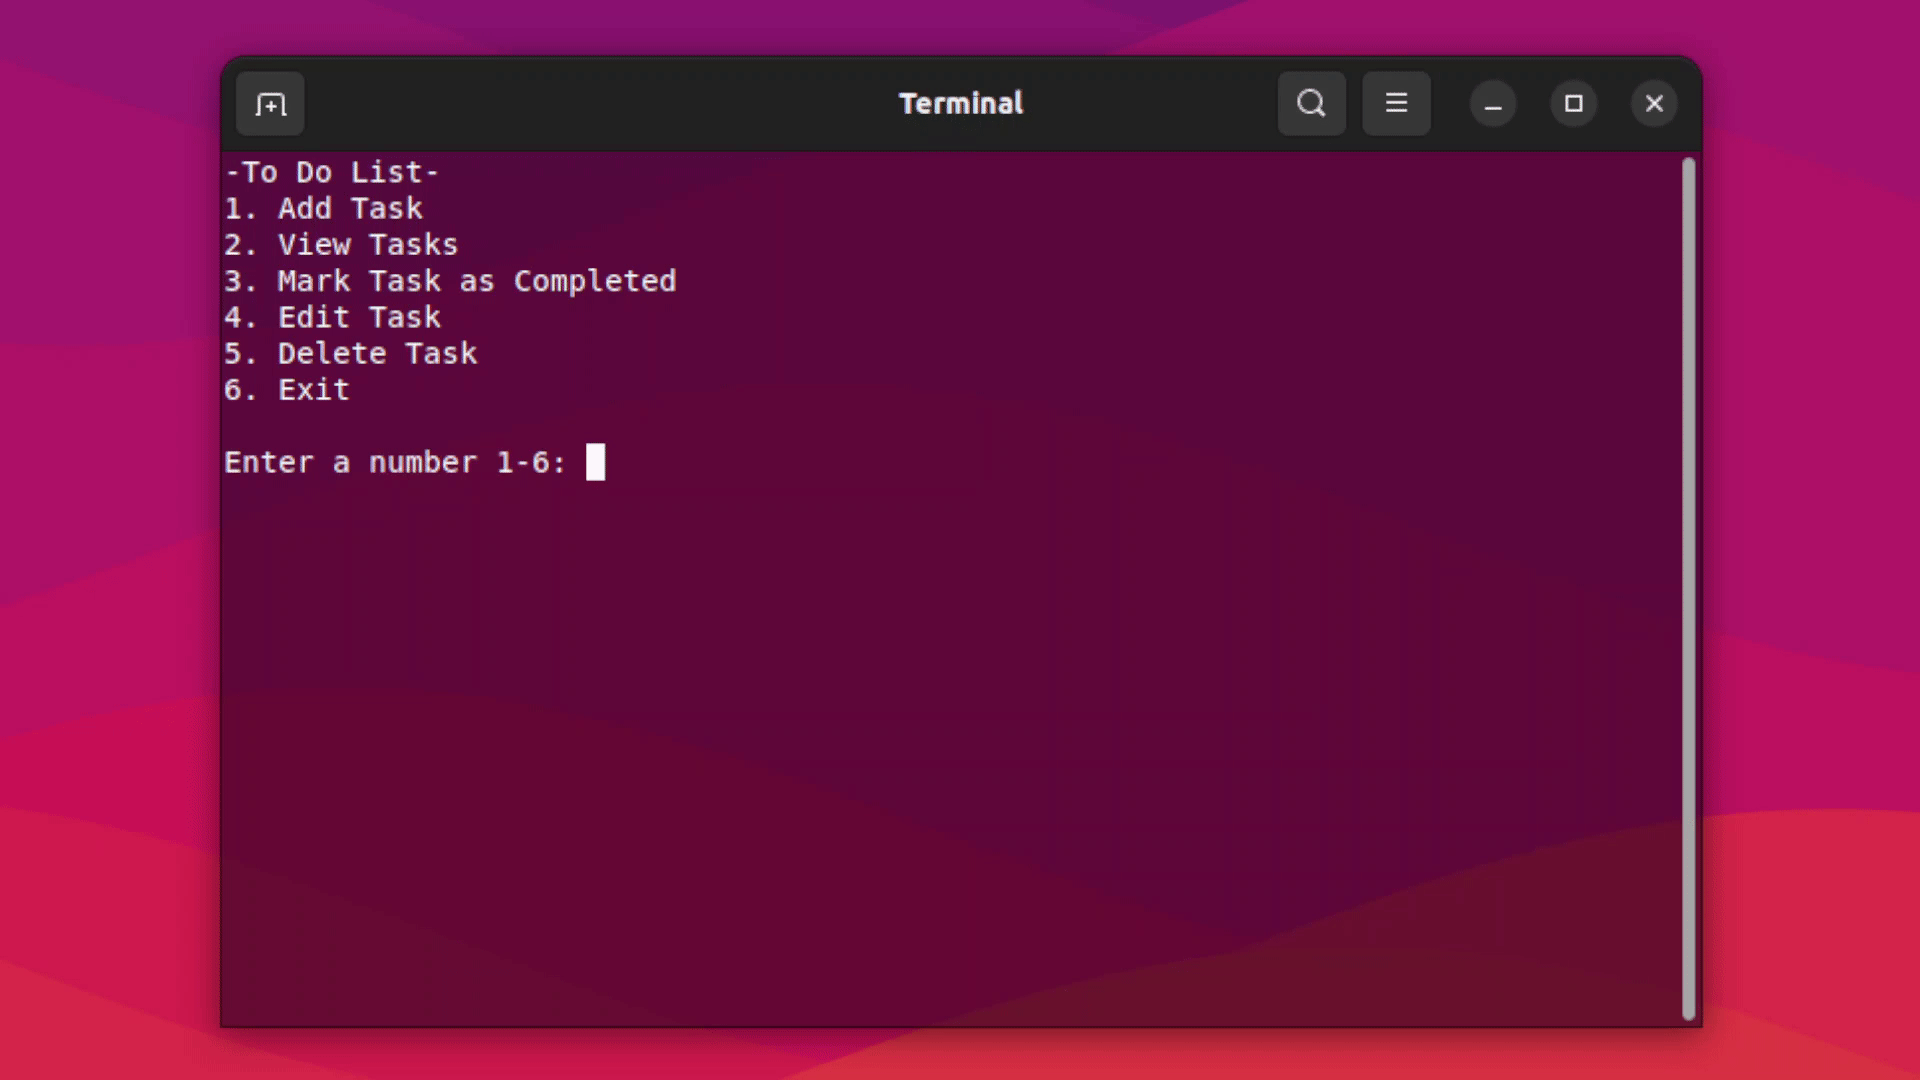 Terminal
-To Do List-
1. Add Task
2. View Tasks
3. Mark Task as Completed
4. Edit Task
5. Delete Task
6. Exit
Enter a number 1-6: